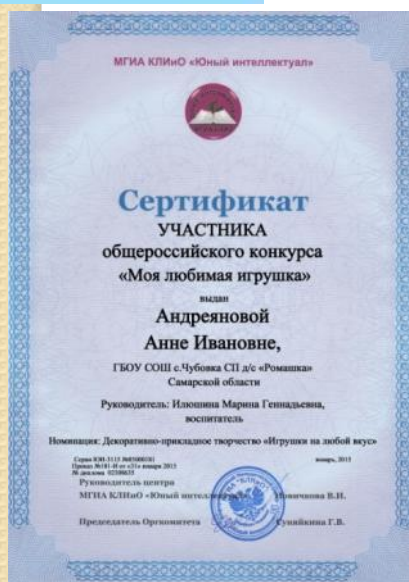 МГИА КЛИиО «Юный интеллектуал»
Сертификат
УЧАСТНИКА
общероссийского конкурса
«Моя любимая игрушка»
выдан
Андреяновой
Анне Ивановне,
ГБОУ СОШ с.Чубовка СП д/с «Ромашка»
Самарской области
Руководитель: Илюшина Марина Геннадьевна,
воспитатель
Номинация: Декоративно-прикладное творчество «Игрушки на любой вкус»
январь, 2013
Руководитель центра
МГИА КЛИиО «Юный В.И.
Председатель Оргкомитета Сунайкина Г.В.